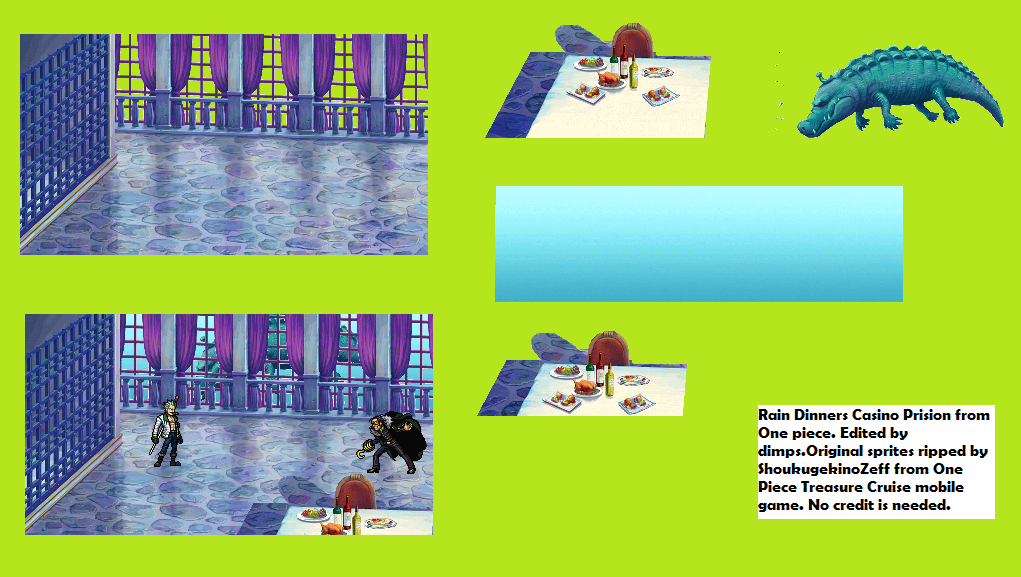 Rain Dinners Casino Prision from
One piece. Edited by
dimps.Original sprites ripped by
ShoukugekinoZeff from One
Piece Treasure Cruise mobile
game. No credit is needed.